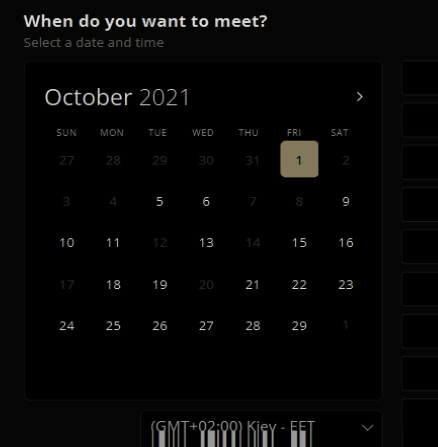 When do you want to meet?
Select a date and time
October 2021
SUN MON TUE WED THU FRI SAT
27 28 29 30 31 1 2
3 4 5 6 7 8 9
10 11 12 13 14 15 16
17 18 19 20 21 22 23
24 25 26 27 28 29 1
(GMT+02:00) Kiev - EET